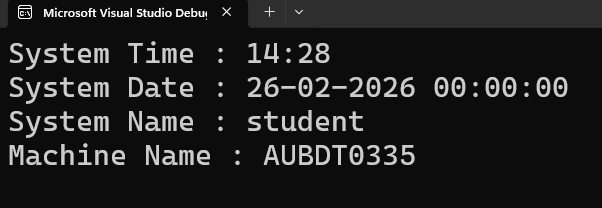 Microsoft Visual Studio Debug
System Time : 14:28
System Date : 26-02-2026 00:00:00
System Name : student
Machine Name : AUBDT0335